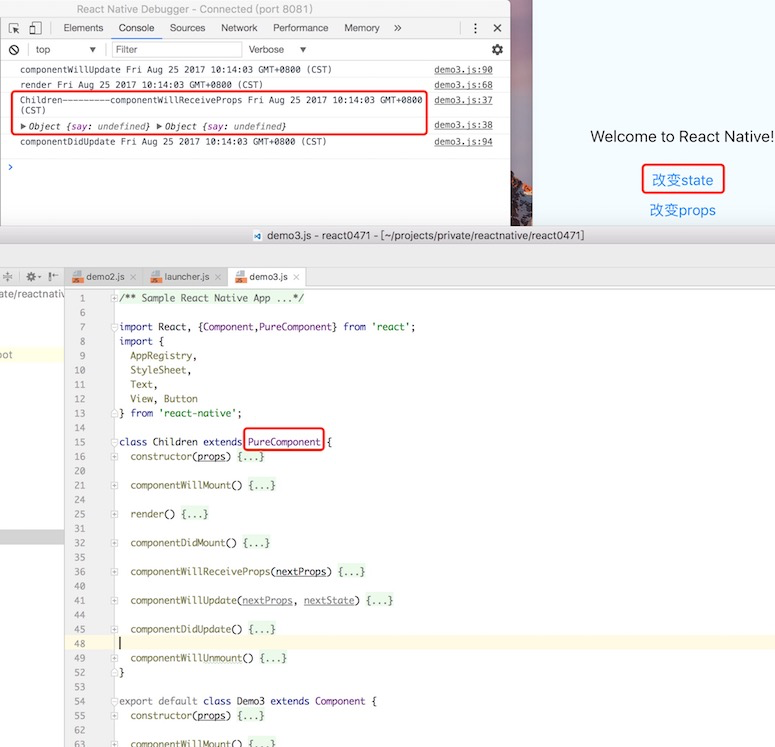 React Native Debugger - Connected (port 8081)
Elements Console Sources Network Performance Memory »
top Filter Verbose
componentWillUpdate Fri Aug 25 2017 10:14:03 GMT+0800 (CST) demo3.js:90
render Fri Aug 25 2017 10:14:03 GMT+0800 (CST) demo3.js:68
Children---------componentWillReceiveProps Fri Aug 25 2017 10:14:03 GMT+0800 demo3.js:37
(CST)
Object {say: undefined} Object {say: undefined} demo3.js:38
componentDidUpdate Fri Aug 25 2017 10:14:03 GMT+0800 (CST) demo3.js:94
Welcome to React Native!
改变state
改变props
demo3.js - react0471 - [~/projects/private/reactnative/react0471]
demo2.js launcher.js demo3.js
ate/reactnativ
oot
1 /** Sample React Native App ...*/
6
7 import React, {Component,PureComponent} from 'react';
8 import {
9 AppRegistry,
10 StyleSheet,
11 Text,
12 View, Button
13 } from 'react-native';
14
15 class Children extends PureComponent {
16 constructor(props) {...}
20
21 componentWillMount() {...}
24
25 render() {...}
31
32 componentDidMount() {...}
35
36 componentWillReceiveProps(nextProps) {...}
40
41 componentWillUpdate(nextProps, nextState) {...}
44
45 componentDidUpdate() {...}
48
49 componentWillUnmount() {...}
52 }
53
54 export default class Demo3 extends Component {
55 constructor(props) {...}
62
63 componentWillMount() {...}